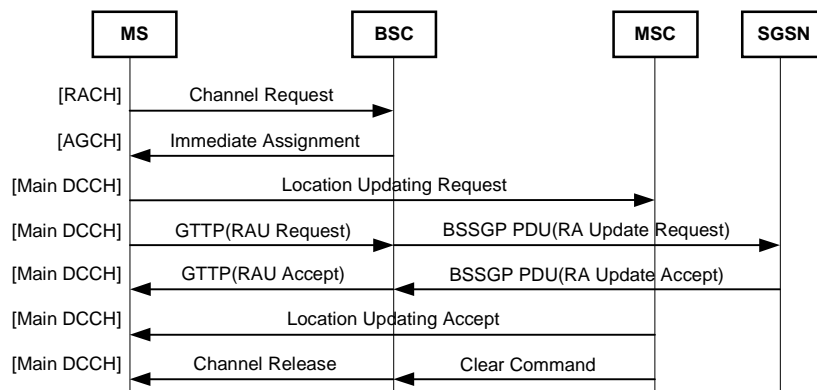 MS BSC MSC SGSN
[RACH] Channel Request
[AGCH] Immediate Assignment
[Main DCCH] Location Updating Request
[Main DCCH] GTTP(RAU Request) BSSGP PDU(RA Update Request)
[Main DCCH] GTTP(RAU Accept) BSSGP PDU(RA Update Accept)
[Main DCCH] Location Updating Accept
[Main DCCH] Channel Release Clear Command